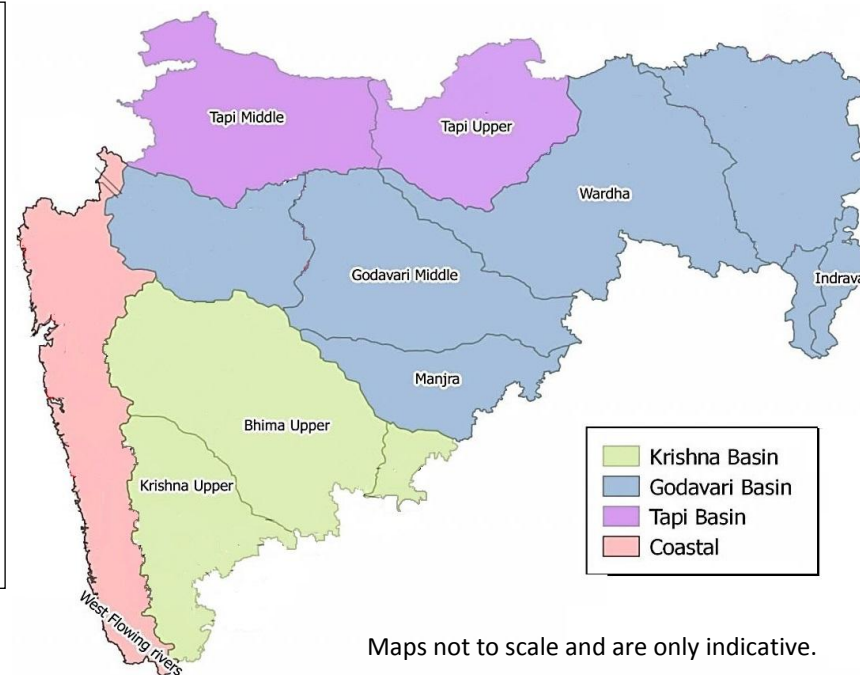 Tapi Middle
Tapi Upper
Wardha
Godavari Middle
Indrava
Manjra
Bhima Upper
Krishna Upper
West Flowing rivers
Krishna Basin
Godavari Basin
Tapi Basin
Coastal
Maps not to scale and are only indicative.